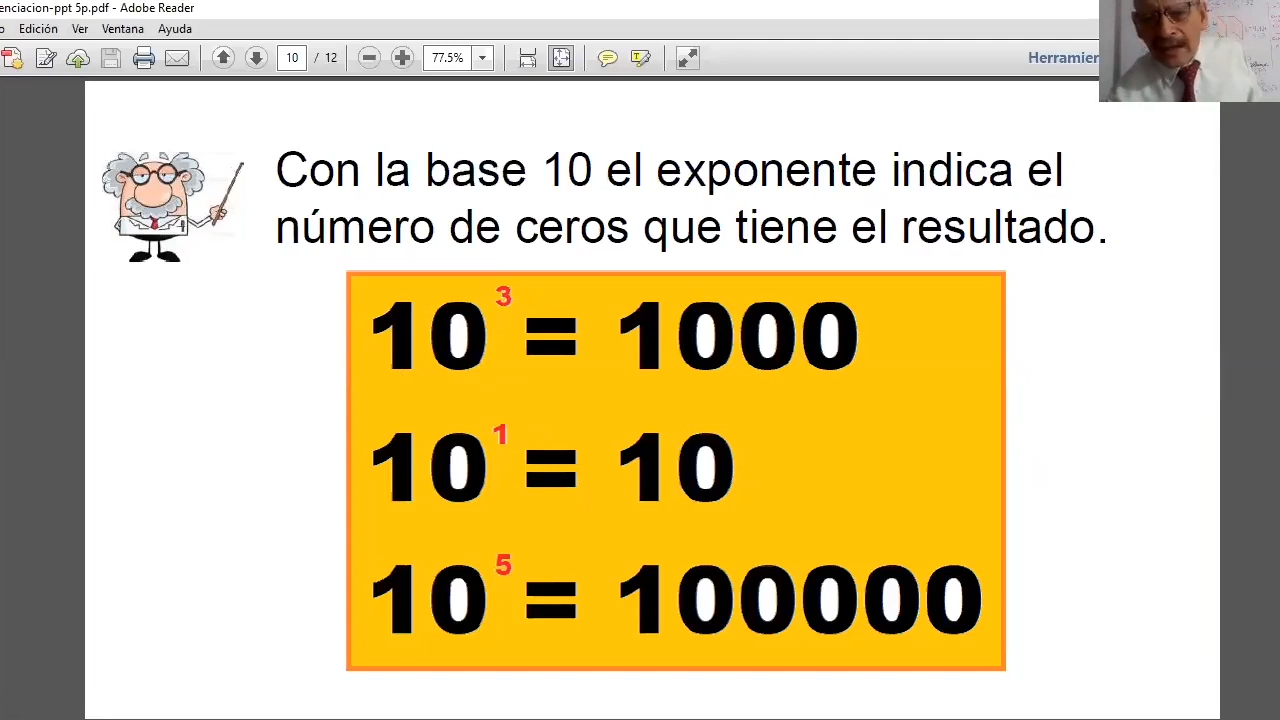 enciacion-ppt 5p.pdf - Adobe Reader
o Edición Ver Ventana Ayuda
10 / 12 77.5% Herramier
Con la base 10 el exponente indica el
número de ceros que tiene el resultado.
10³ = 1000
10¹ = 10
10⁵ = 100000